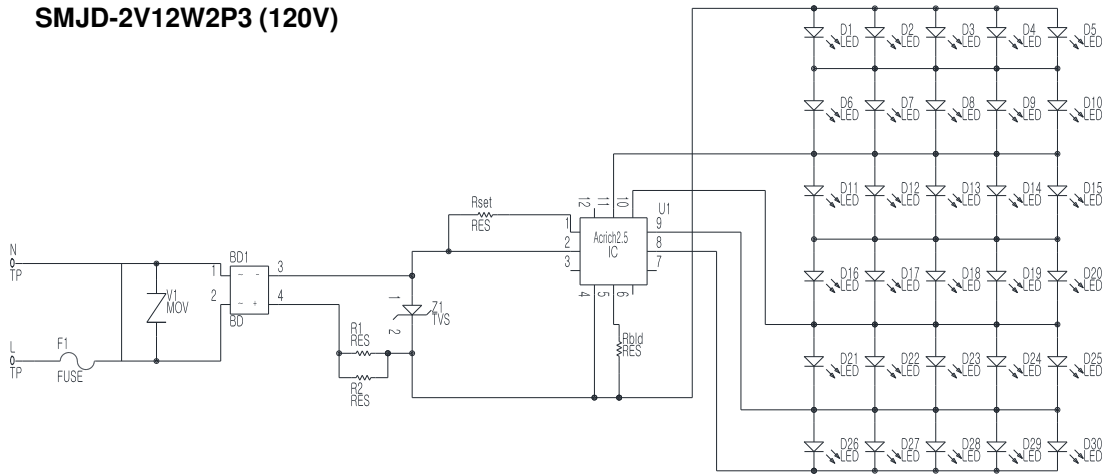 SMJD-2V12W2P3 (120V)
D1 LED
D2 LED
D3 LED
D4 LED
D5 LED
D6 LED
D7 LED
D8 LED
D9 LED
D10 LED
D11 LED
D12 LED
D13 LED
D14 LED
D15 LED
D16 LED
D17 LED
D18 LED
D19 LED
D20 LED
D21 LED
D22 LED
D23 LED
D24 LED
D25 LED
D26 LED
D27 LED
D28 LED
D29 LED
D30 LED
Rset
RES
12
11
10
U1
1
2
3
Acrich2.5
IC
9
8
7
4
5
6
Rbld
RES
N
TP
L
TP
F1
FUSE
V1
MOV
BD1
1
2
- -
- +
3
4
BD
R1
RES
R2
RES
1
Z1
TVS
2